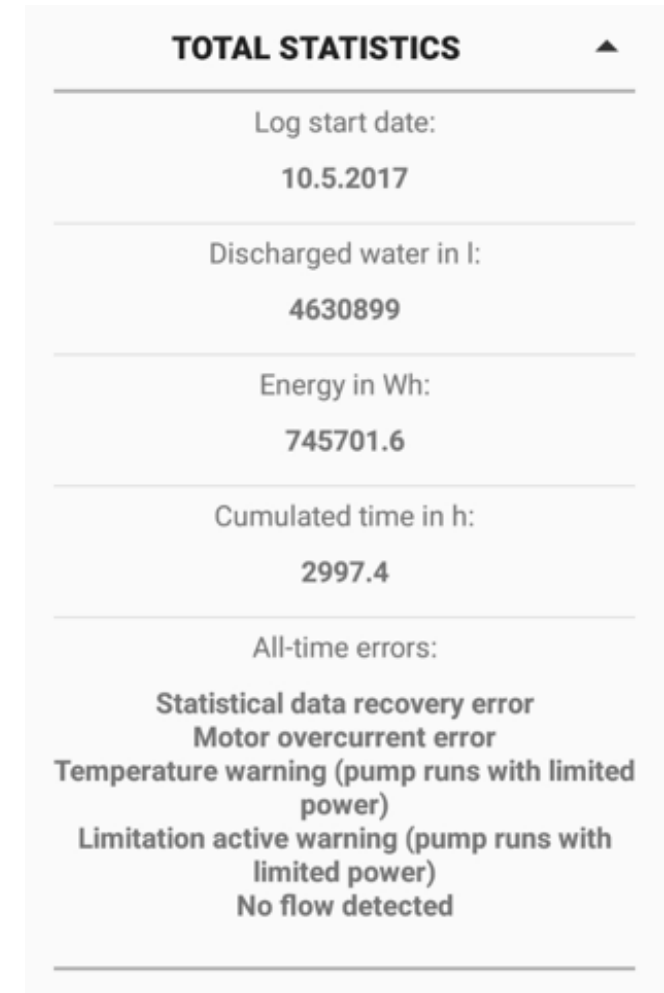 TOTAL STATISTICS
Log start date:
10.5.2017
Discharged water in l:
4630899
Energy in Wh:
745701.6
Cumulated time in h:
2997.4
All-time errors:
Statistical data recovery error
Motor overcurrent error
Temperature warning (pump runs with limited
power)
Limitation active warning (pump runs with
limited power)
No flow detected